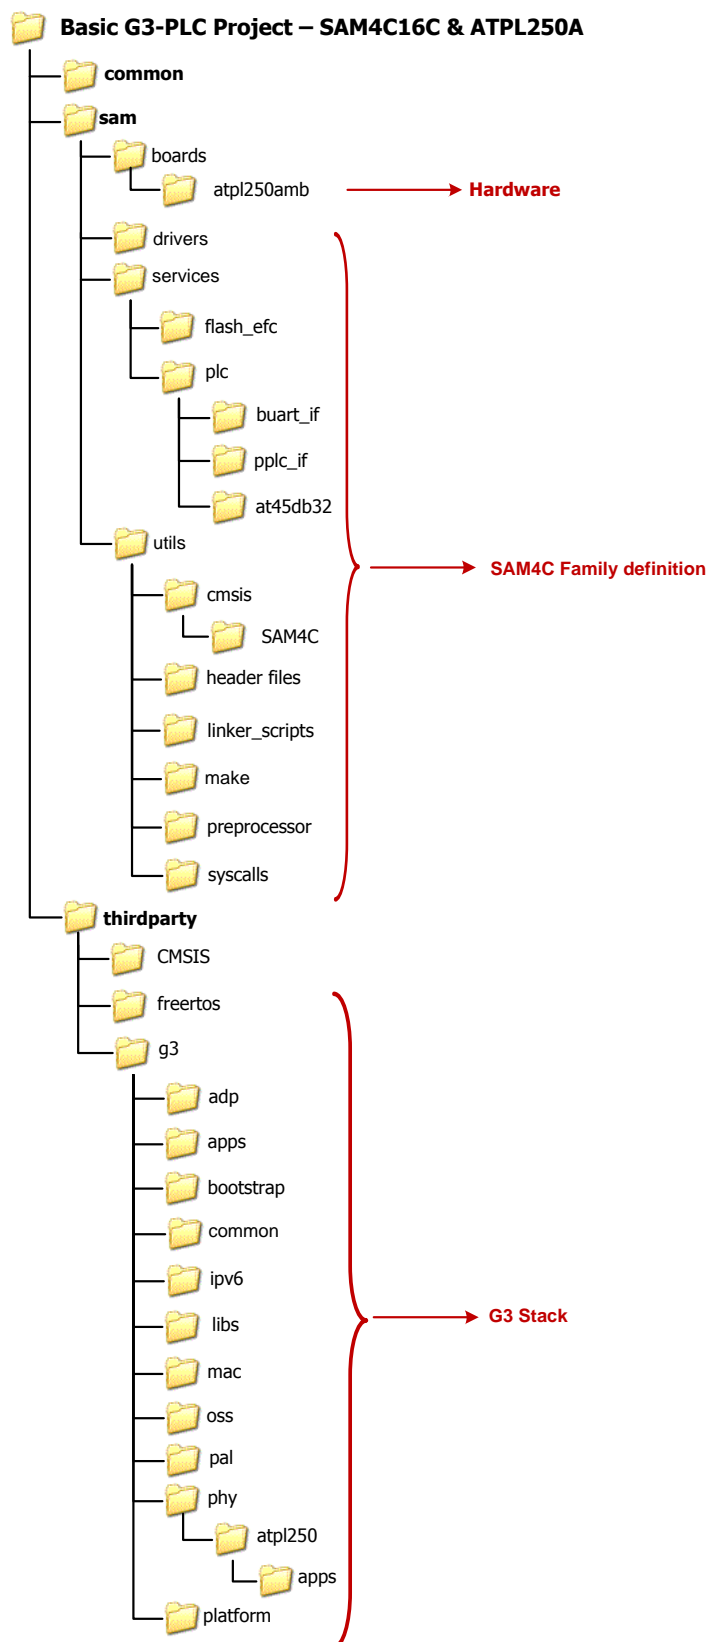 Basic G3-PLC Project – SAM4C16C & ATPL250A
common
sam
boards
atpl250amb
Hardware
drivers
services
flash_efc
plc
buart_if
pplc_if
at45db32
utils
SAM4C Family definition
cmsis
SAM4C
header files
linker_scripts
make
preprocessor
syscalls
thirdparty
CMSIS
freertos
g3
adp
apps
bootstrap
common
ipv6
G3 Stack
libs
mac
oss
pal
phy
atpl250
apps
platform